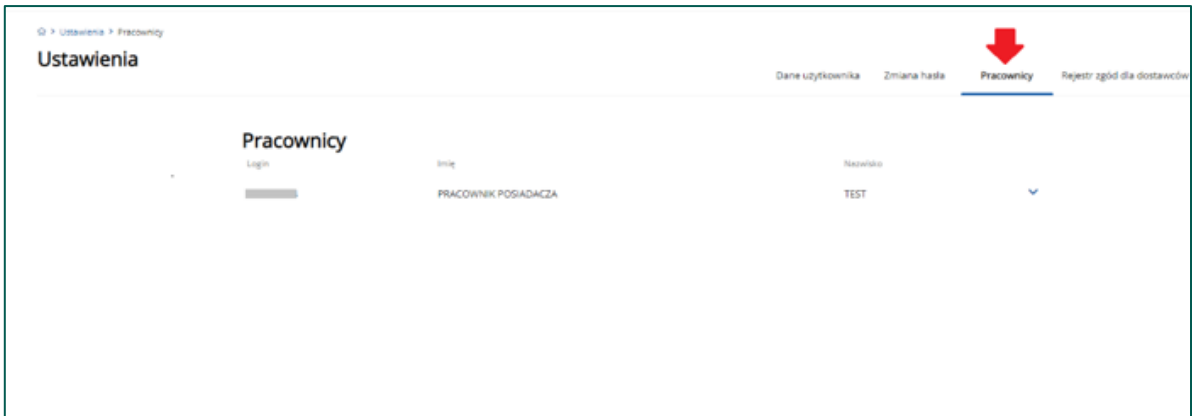 > Ustawienia > Pracownicy
Ustawienia
Dane użytkownika Zmiana hasła Pracownicy Rejestr zgód dla dostawców
Pracownicy
Login Imię Nazwisko
PRACOWNIK POSIADACZA TEST